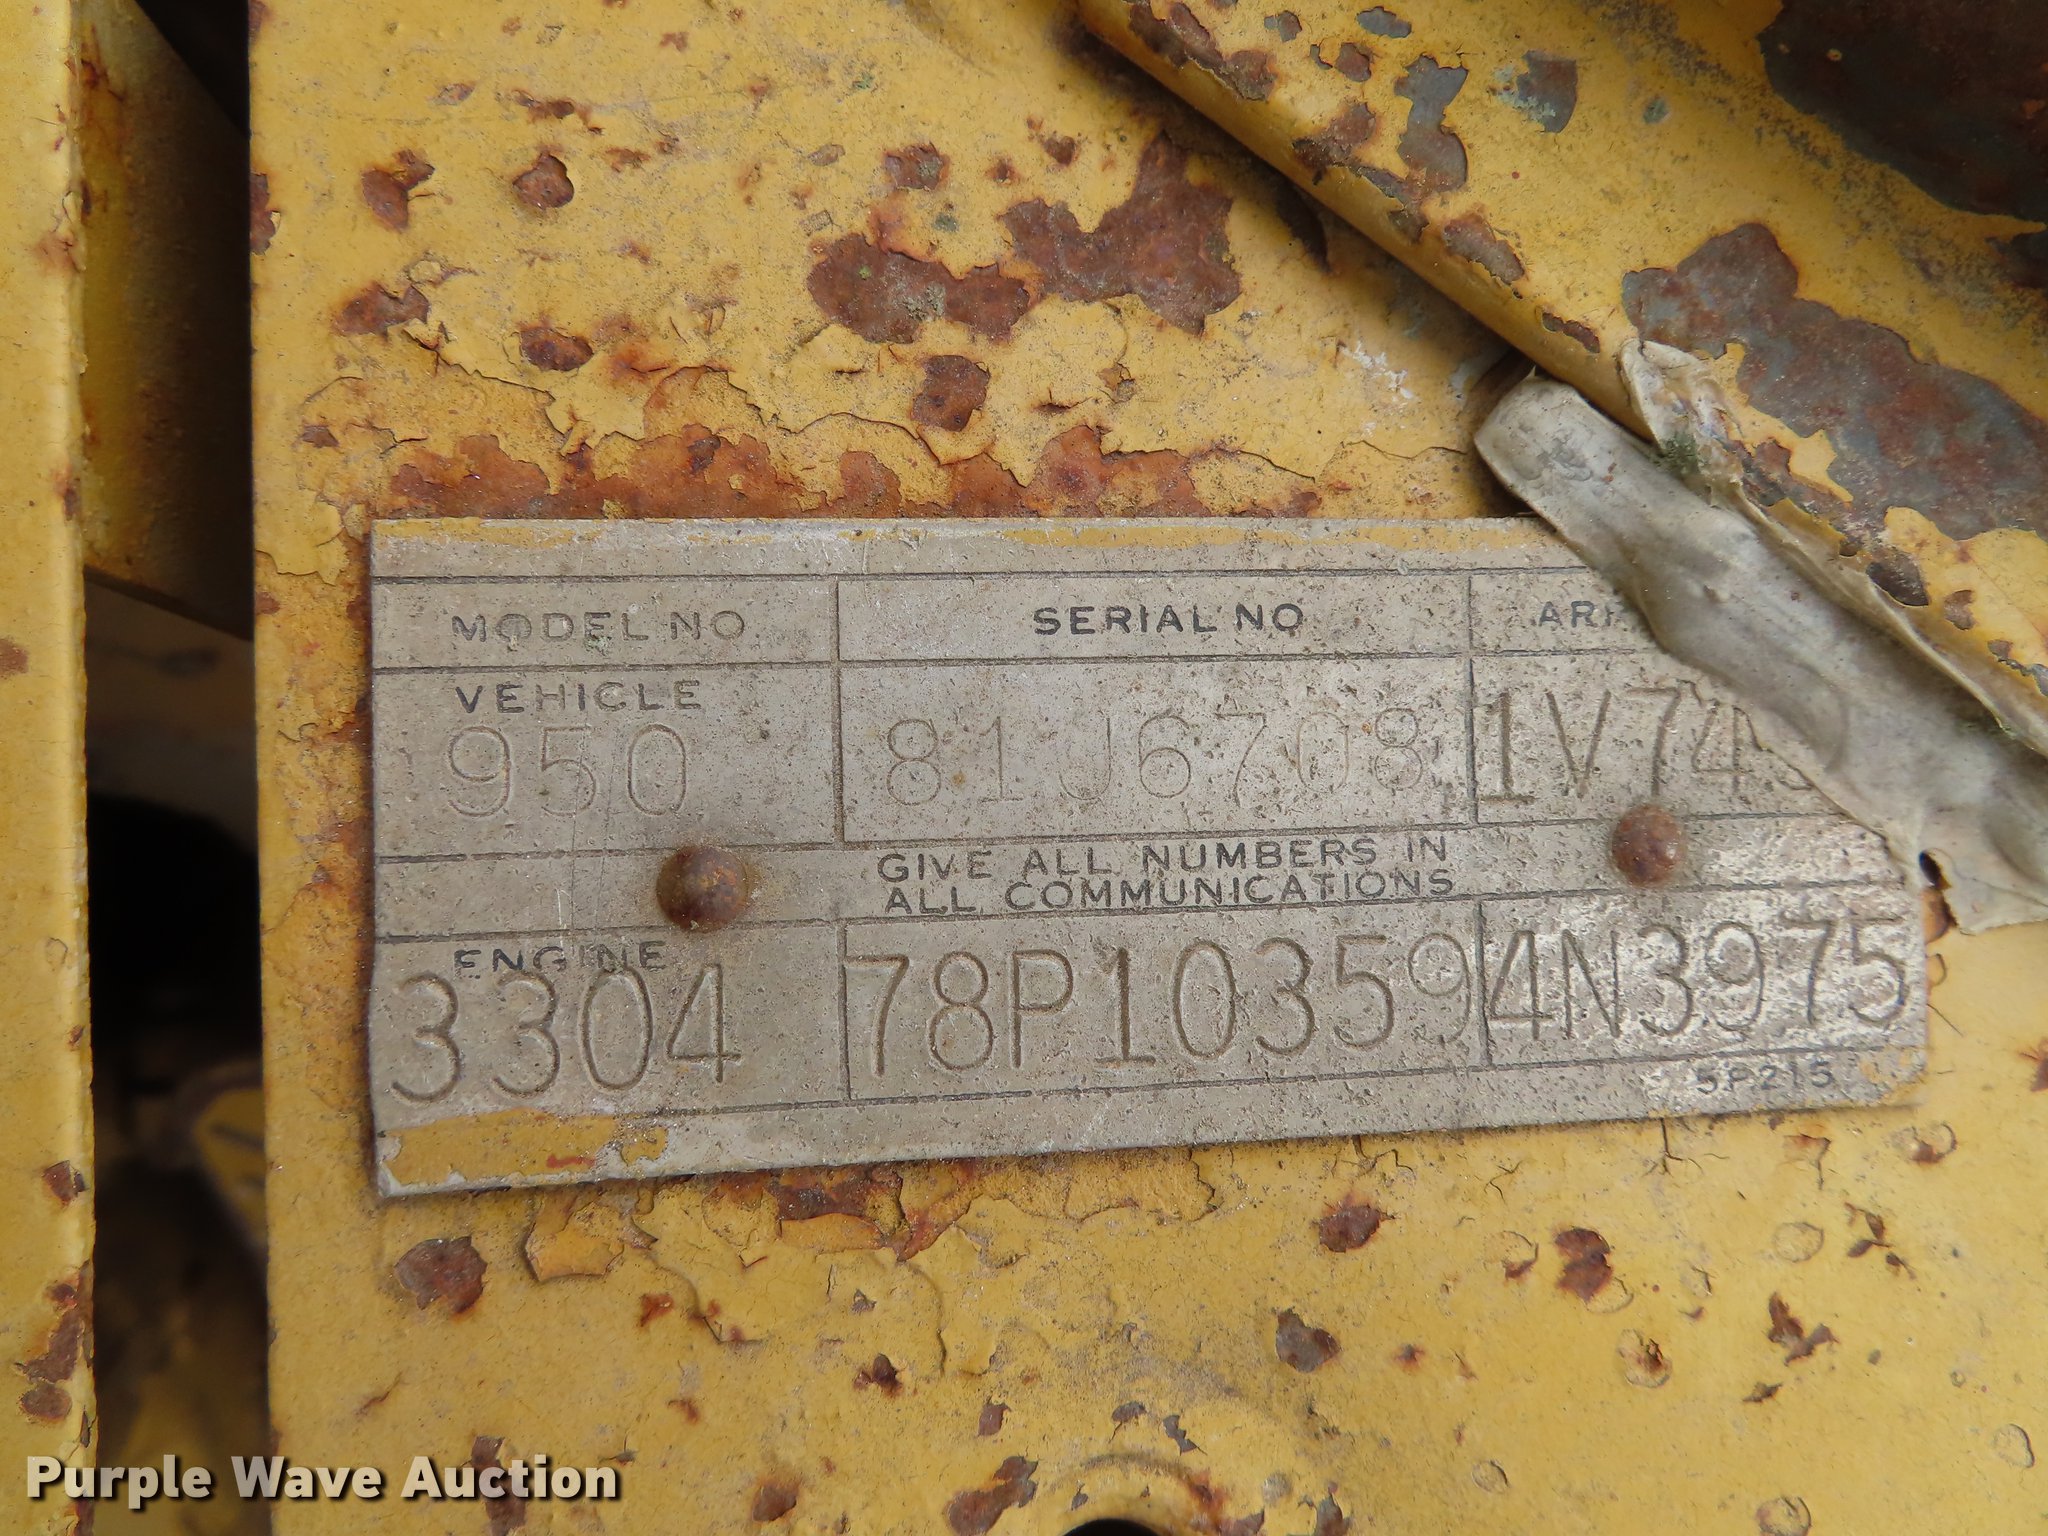 MODEL NO SERIAL NO
VEHICLE
950 81J6708
GIVE ALL NUMBERS IN
ALL COMMUNICATIONS
ENGINE
3304 78P10359 4N3975
5P215
Purple Wave Auction